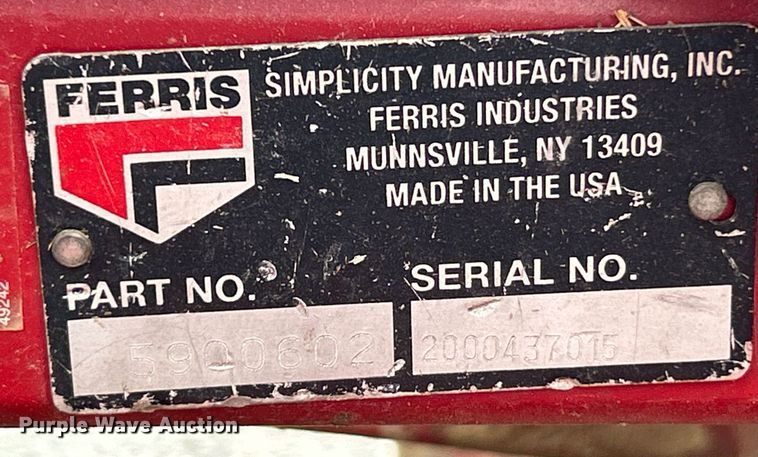 FERRIS
SIMPLICITY MANUFACTURING, INC.
FERRIS INDUSTRIES
MUNNSVILLE, NY 13409
MADE IN THE USA
PART NO.
SERIAL NO.
5900602
2000437015
49242
Purple Wave Auction